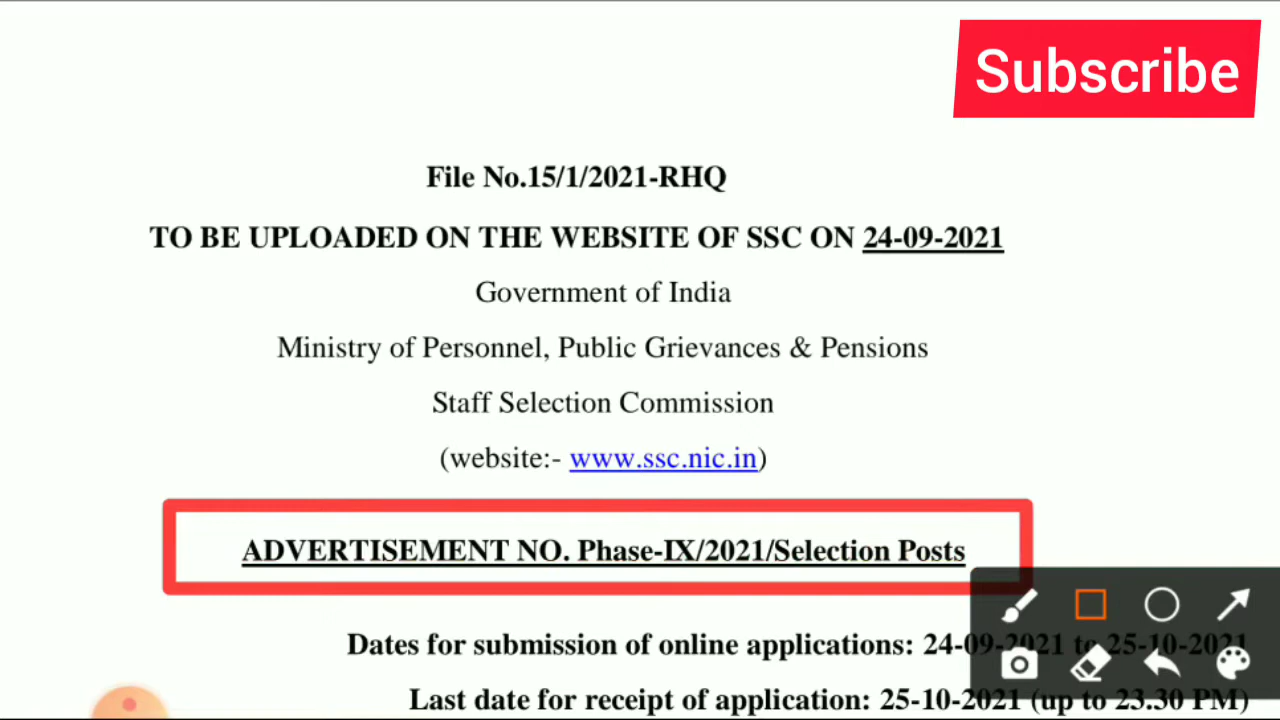 Subscribe
File No.15/1/2021-RHQ
TO BE UPLOADED ON THE WEBSITE OF SSC ON 24-09-2021
Government of India
Ministry of Personnel, Public Grievances & Pensions
Staff Selection Commission
(website:- www.ssc.nic.in)
ADVERTISEMENT NO. Phase-IX/2021/Selection Posts
Dates for submission of online applications: 24-09-2021 to 25-10-2021
Last date for receipt of application: 25-10-2021 (up to 23.30 PM)